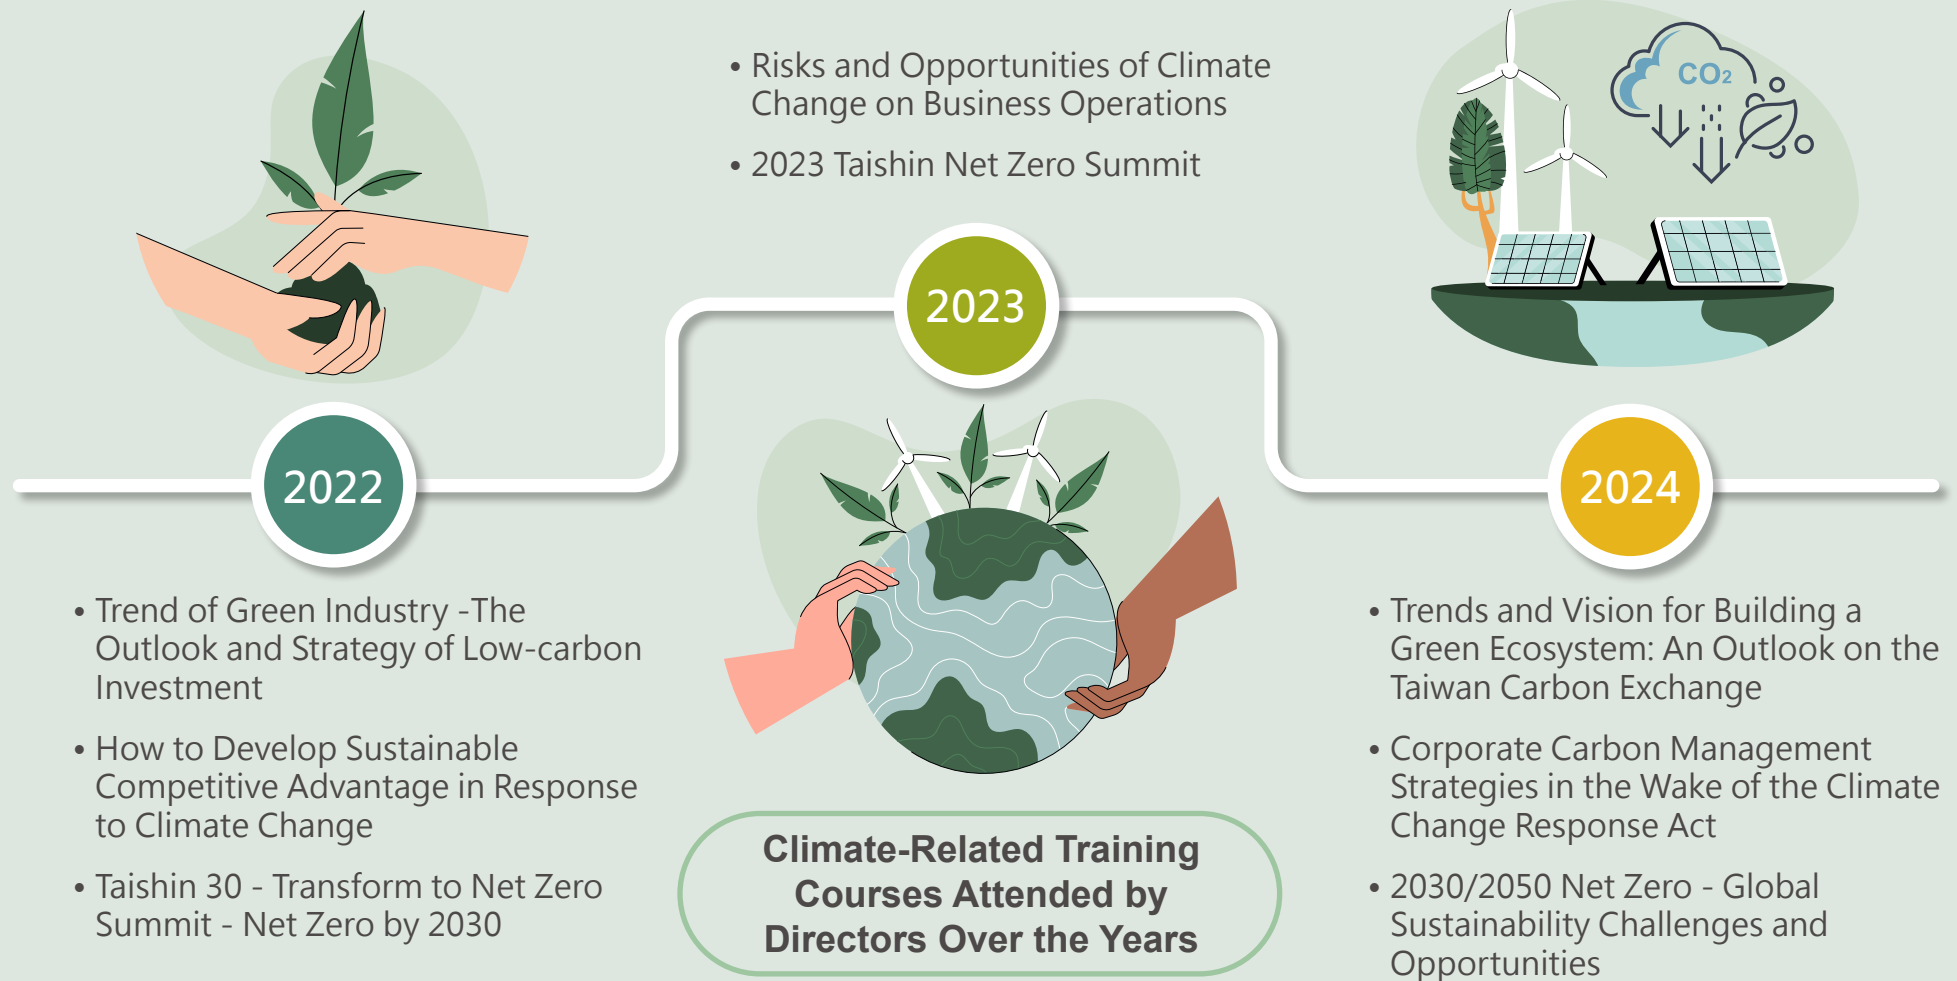 • Risks and Opportunities of Climate
Change on Business Operations
• 2023 Taishin Net Zero Summit
CO₂
2023
2022
2024
• Trend of Green Industry -The
Outlook and Strategy of Low-carbon
Investment
• How to Develop Sustainable
Competitive Advantage in Response
to Climate Change
• Taishin 30 - Transform to Net Zero
Summit - Net Zero by 2030
Climate-Related Training
Courses Attended by
Directors Over the Years
• Trends and Vision for Building a
Green Ecosystem: An Outlook on the
Taiwan Carbon Exchange
• Corporate Carbon Management
Strategies in the Wake of the Climate
Change Response Act
• 2030/2050 Net Zero - Global
Sustainability Challenges and
Opportunities